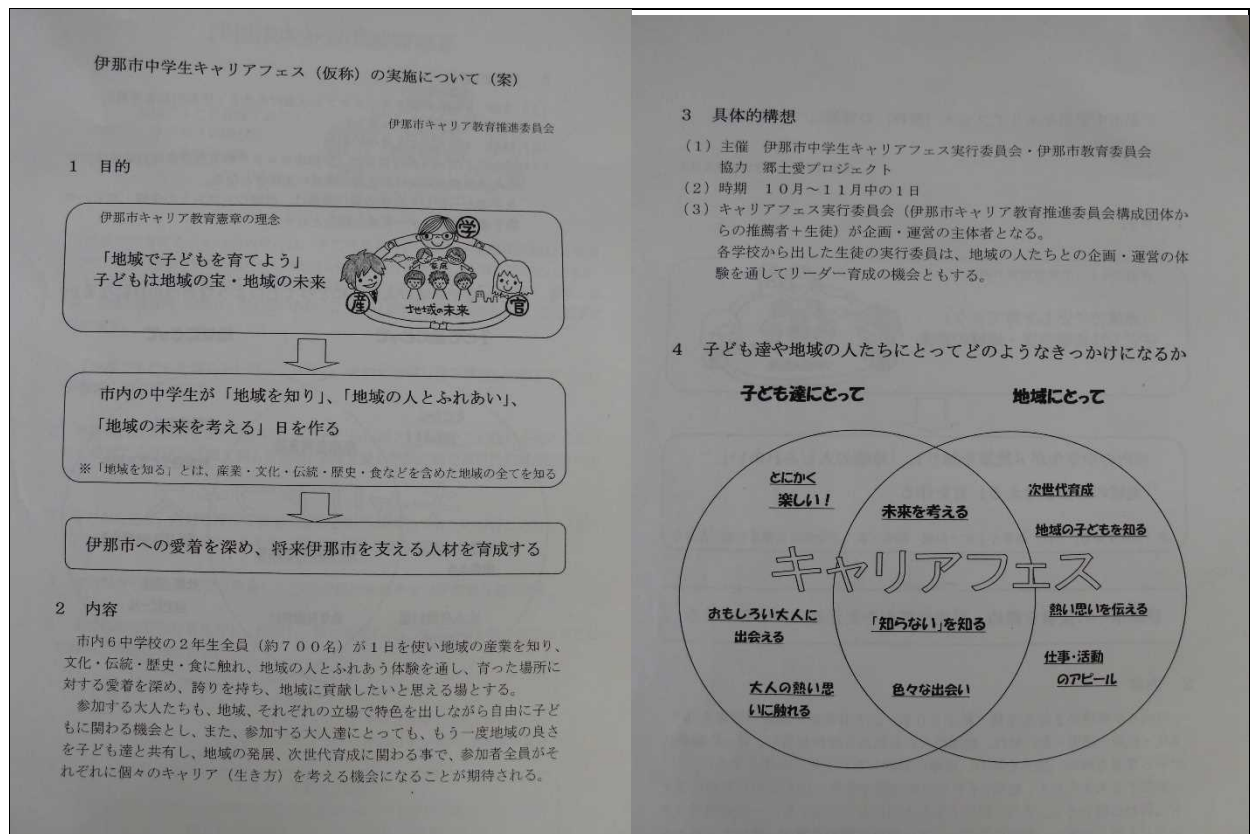 伊那市中学生キャリアフェス（仮称）の実施について（案）
伊那市キャリア教育推進委員会
１　目的
伊那市キャリア教育憲章の理念
「地域で子どもを育てよう」
子どもは地域の宝・地域の未来
学
産
官
地域の未来
市内の中学生が「地域を知り」、「地域の人とふれあい」、
「地域の未来を考える」日を作る
※「地域を知る」とは、産業・文化・伝統・歴史・食などを含めた地域の全てを知る
伊那市への愛着を深め、将来伊那市を支える人材を育成する
２　内容
市内６中学校の２年生全員（約７００名）が１日を使い地域の産業を知り、
文化・伝統・歴史・食に触れ、地域の人とふれあう体験を通し、育った場所に
対する愛着を深め、誇りを持ち、地域に貢献したいと思える場とする。
参加する大人たちも、地域、それぞれの立場で特色を出しながら自由に子ど
もに関わる機会とし、また、参加する大人達にとっても、もう一度地域の良さ
を子ども達と共有し、地域の発展、次世代育成に関わる事で、参加者全員がそ
れぞれに個々のキャリア（生き方）を考える機会になることが期待される。
３　具体的構想
（１）主催　伊那市中学生キャリアフェス実行委員会・伊那市教育委員会
協力　郷土愛プロジェクト
（２）時期　１０月～１１月中の１日
（３）キャリアフェス実行委員会（伊那市キャリア教育推進委員会構成団体か
らの推薦者＋生徒）が企画・運営の主体者となる。
各学校から出した生徒の実行委員は、地域の人たちとの企画・運営の体
験を通してリーダー育成の機会ともする。
４　子ども達や地域の人たちにとってどのようなきっかけになるか
子ども達にとって
地域にとって
とにかく
楽しい！
未来を考える
次世代育成
地域の子どもを知る
キャリアフェス
おもしろい大人に
出会える
「知らない」を知る
熱い思いを伝える
仕事・活動
のアピール
大人の熱い思
いに触れる
色々な出会い